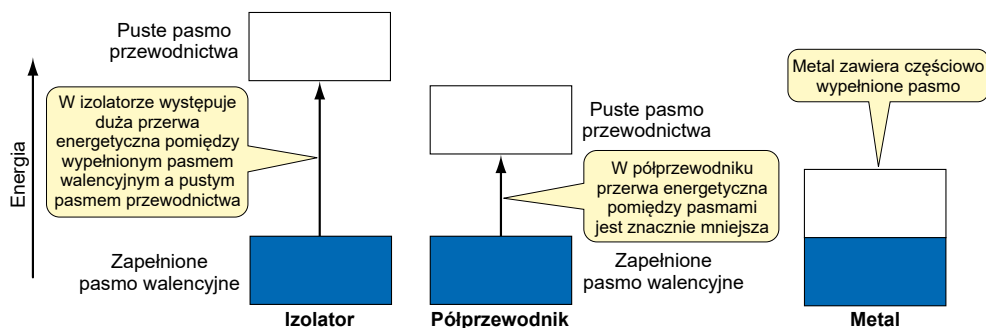 Puste pasmo
przewodnictwa
Energia
W izolatorze występuje
duża przerwa
energetyczna pomiędzy
wypełnionym pasmem
walencyjnym a pustym
pasmem przewodnictwa
Zapełnione
pasmo walencyjne
Izolator
Puste pasmo
przewodnictwa
W półprzewodniku
przerwa energetyczna
pomiędzy pasmami
jest znacznie mniejsza
Zapełnione
pasmo walencyjne
Półprzewodnik
Metal zawiera częściowo
wypełnione pasmo
Metal